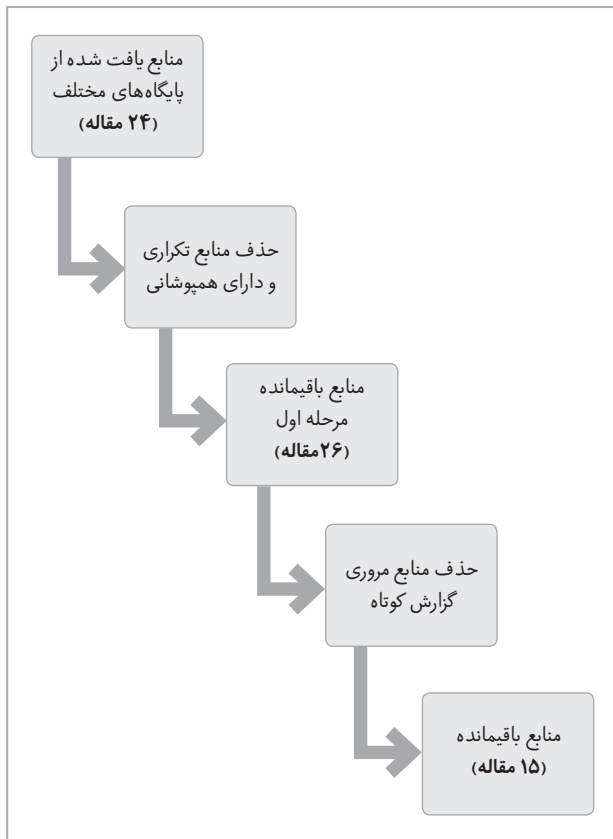 منابع یافت شده از
پایگاه‌های مختلف
(۲۴ مقاله)
حذف منابع تکراری
و دارای همپوشانی
منابع باقیمانده
مرحله اول
(۲۶مقاله)
حذف منابع مروری
گزارش کوتاه
منابع باقیمانده
(۱۵ مقاله)